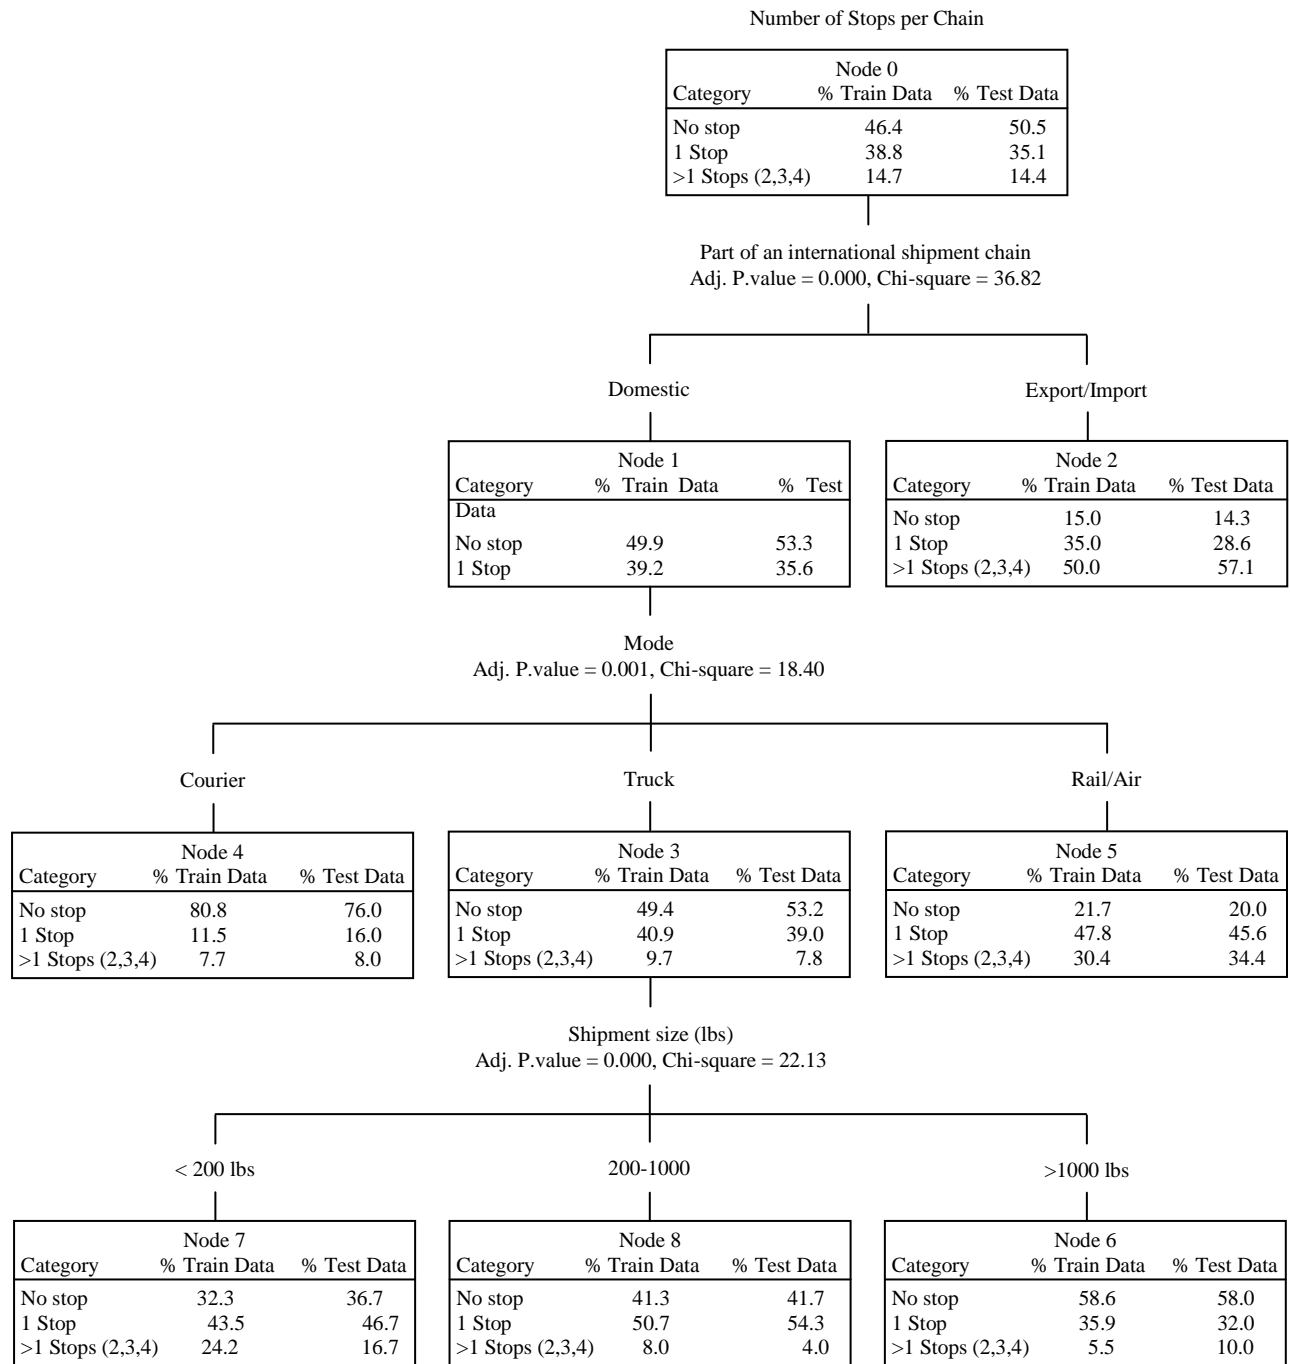 Number of Stops per Chain
Node 0
Category % Train Data % Test Data
No stop 46.4 50.5
1 Stop 38.8 35.1
>1 Stops (2,3,4) 14.7 14.4
Part of an international shipment chain
Adj. P.value = 0.000, Chi-square = 36.82
Domestic
Export/Import
Node 1
Category % Train Data % Test
Data
No stop 49.9 53.3
1 Stop 39.2 35.6
Node 2
Category % Train Data % Test Data
No stop 15.0 14.3
1 Stop 35.0 28.6
>1 Stops (2,3,4) 50.0 57.1
Mode
Adj. P.value = 0.001, Chi-square = 18.40
Courier
Truck
Rail/Air
Node 4
Category % Train Data % Test Data
No stop 80.8 76.0
1 Stop 11.5 16.0
>1 Stops (2,3,4) 7.7 8.0
Node 3
Category % Train Data % Test Data
No stop 49.4 53.2
1 Stop 40.9 39.0
>1 Stops (2,3,4) 9.7 7.8
Node 5
Category % Train Data % Test Data
No stop 21.7 20.0
1 Stop 47.8 45.6
>1 Stops (2,3,4) 30.4 34.4
Shipment size (lbs)
Adj. P.value = 0.000, Chi-square = 22.13
< 200 lbs
200-1000
>1000 lbs
Node 7
Category % Train Data % Test Data
No stop 32.3 36.7
1 Stop 43.5 46.7
>1 Stops (2,3,4) 24.2 16.7
Node 8
Category % Train Data % Test Data
No stop 41.3 41.7
1 Stop 50.7 54.3
>1 Stops (2,3,4) 8.0 4.0
Node 6
Category % Train Data % Test Data
No stop 58.6 58.0
1 Stop 35.9 32.0
>1 Stops (2,3,4) 5.5 10.0